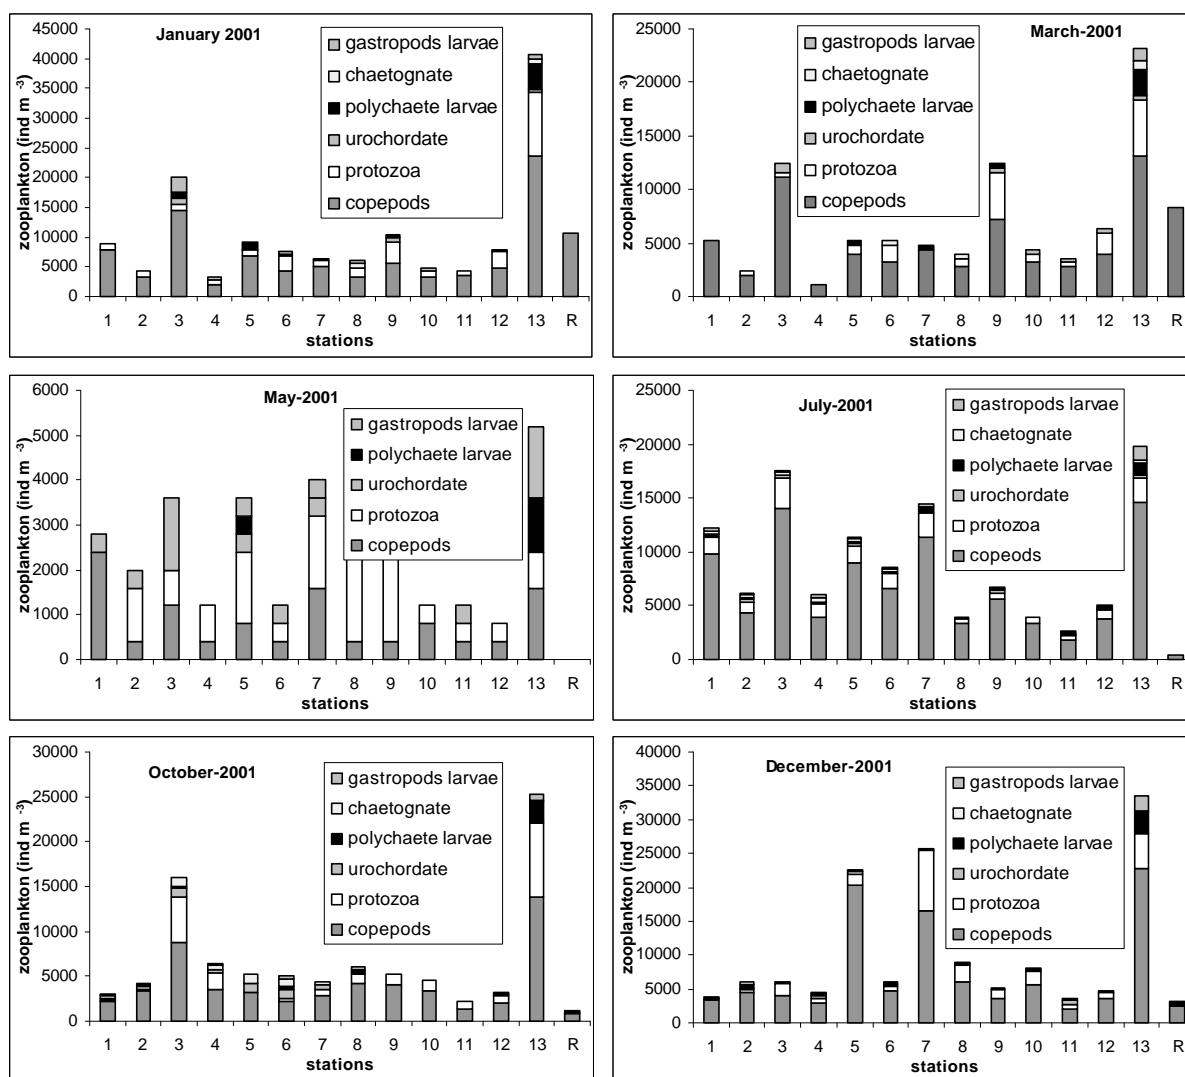 January 2001
zooplankton (ind m -3)
45000
40000
35000
30000
25000
20000
15000
10000
5000
0
gastropods larvae
chaetognate
polychaete larvae
urochordate
protozoa
copepods
1 2 3 4 5 6 7 8 9 10 11 12 13 R
stations
March-2001
zooplankton (ind m -3)
25000
20000
15000
10000
5000
0
gastropods larvae
chaetognate
polychaete larvae
urochordate
protozoa
copepods
1 2 3 4 5 6 7 8 9 10 11 12 13 R
stations
May-2001
zooplankton (ind m -3)
6000
5000
4000
3000
2000
1000
0
gastropods larvae
polychaete larvae
urochordate
protozoa
copepods
1 2 3 4 5 6 7 8 9 10 11 12 13 R
stations
July-2001
zooplankton (ind m -3)
25000
20000
15000
10000
5000
0
gastropods larvae
chaetognate
polychaete larvae
urochordate
protozoa
copeods
1 2 3 4 5 6 7 8 9 10 11 12 13 R
stations
October-2001
zooplankton (ind m -3)
30000
25000
20000
15000
10000
5000
0
gastropods larvae
chaetognate
polychaete larvae
urochordate
protozoa
copepods
1 2 3 4 5 6 7 8 9 10 11 12 13 R
stations
December-2001
zooplankton (ind m -3)
40000
35000
30000
25000
20000
15000
10000
5000
0
gastropods larvae
chaetognate
polychaete larvae
urochordate
protozoa
copepods
1 2 3 4 5 6 7 8 9 10 11 12 13 R
stations